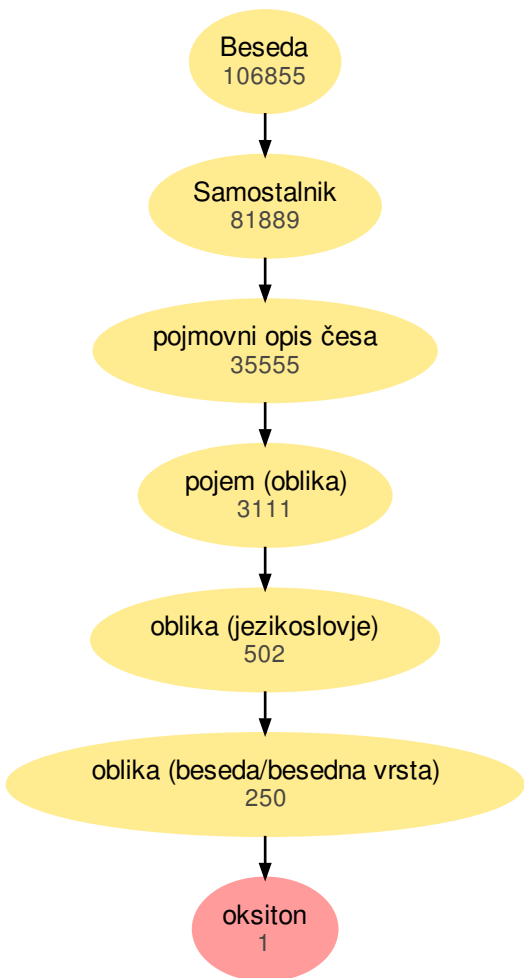 Beseda
106855
Samostalnik
81889
pojmovni opis česa
35555
pojem (oblika)
3111
oblika (jezikoslovje)
502
oblika (beseda/besedna vrsta)
250
oksiton
1